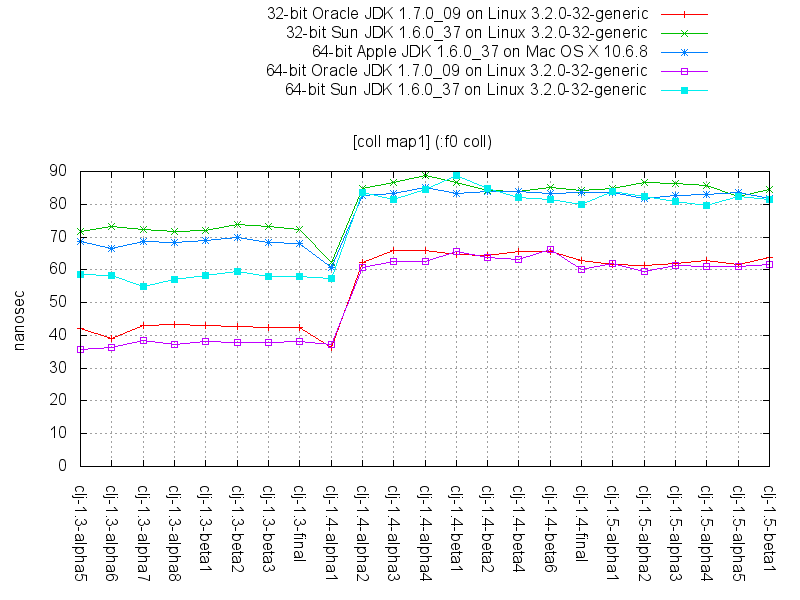 32-bit Oracle JDK 1.7.0_09 on Linux 3.2.0-32-generic
32-bit Sun JDK 1.6.0_37 on Linux 3.2.0-32-generic
64-bit Apple JDK 1.6.0_37 on Mac OS X 10.6.8
64-bit Oracle JDK 1.7.0_09 on Linux 3.2.0-32-generic
64-bit Sun JDK 1.6.0_37 on Linux 3.2.0-32-generic
[coll map1] (:f0 coll)
90
80
70
60
50
40
30
20
10
0
nanosec
clj-1.3-alpha5
clj-1.3-alpha6
clj-1.3-alpha7
clj-1.3-alpha8
clj-1.3-beta1
clj-1.3-beta2
clj-1.3-beta3
clj-1.3-final
clj-1.4-alpha1
clj-1.4-alpha2
clj-1.4-alpha3
clj-1.4-alpha4
clj-1.4-beta1
clj-1.4-beta2
clj-1.4-beta4
clj-1.4-beta6
clj-1.4-final
clj-1.5-alpha1
clj-1.5-alpha2
clj-1.5-alpha3
clj-1.5-alpha4
clj-1.5-alpha5
clj-1.5-beta1